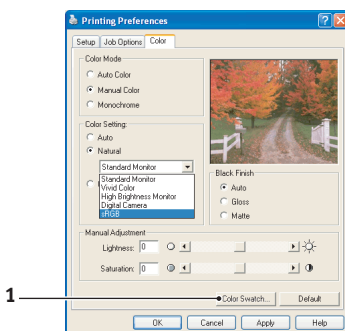 Printing Preferences
Setup Job Options Color
Color Mode
Auto Color
Manual Color
Monochrome
Color Setting:
Auto
Natural
Standard Monitor
Standard Monitor
Vivid Color
High Brightness Monitor
Digital Camera
sRGB
Black Finish
Auto
Gloss
Matte
Manual Adjustment
Lightness: 0
Saturation: 0
1
Color Swatch... Default
OK Cancel Apply Help